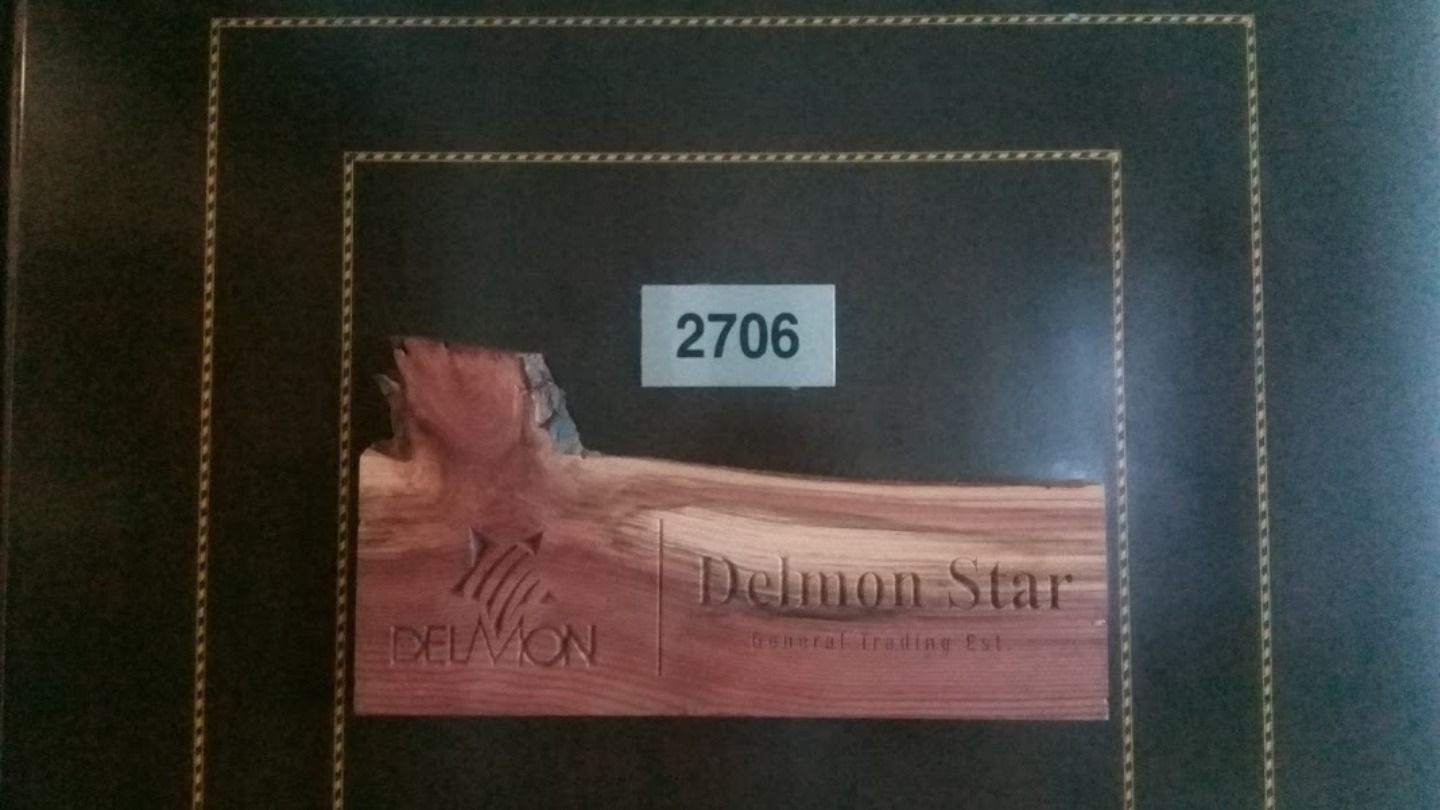 2706
DELMON
Delmon Star
General Trading Est.